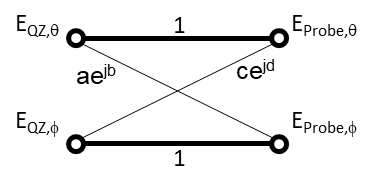 E_QZ,θ 1 E_Probe,θ
ae^jb ce^jd
E_QZ,ϕ 1 E_Probe,ϕ